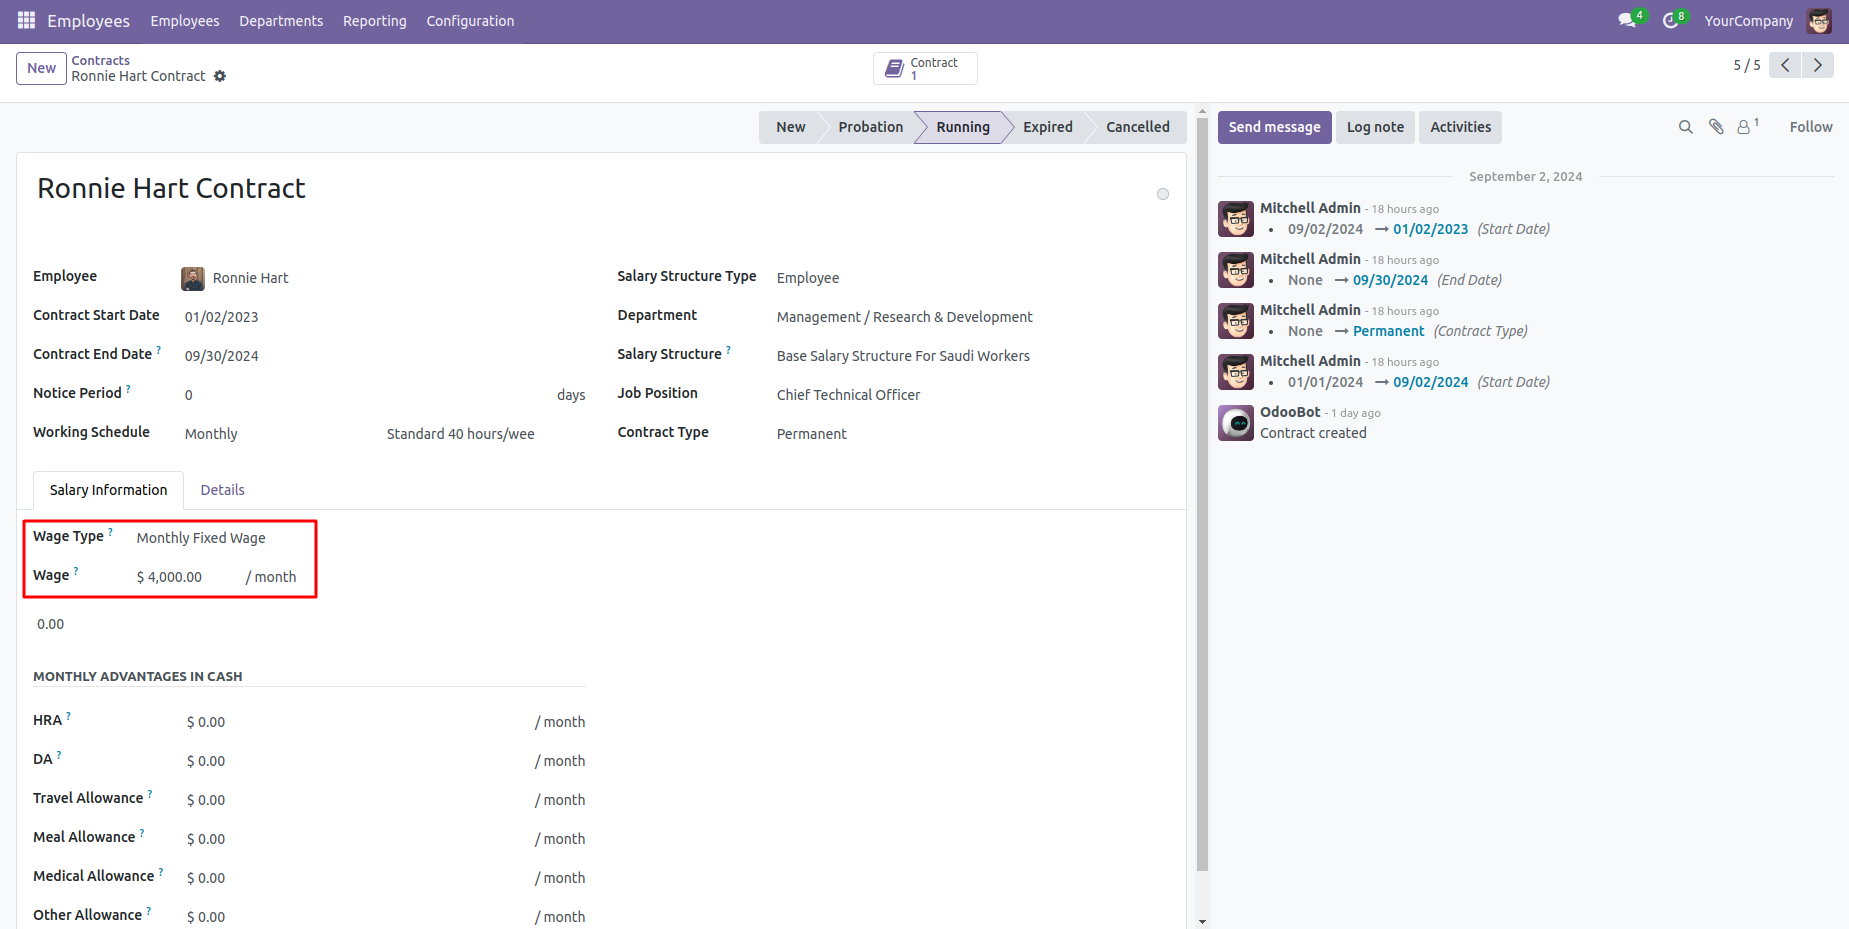 Employees Employees Departments Reporting Configuration 4 8 YourCompany
New Contracts
Ronnie Hart Contract
Contract
1
5 / 5
New Probation Running Expired Cancelled
Send message Log note Activities 1 Follow
Ronnie Hart Contract
Employee Ronnie Hart
Contract Start Date 01/02/2023
Contract End Date ? 09/30/2024
Notice Period ? 0 days
Working Schedule Monthly Standard 40 hours/wee
Salary Structure Type Employee
Department Management / Research & Development
Salary Structure ? Base Salary Structure For Saudi Workers
Job Position Chief Technical Officer
Contract Type Permanent
Salary Information Details
Wage Type ? Monthly Fixed Wage
Wage ? $ 4,000.00 / month
0.00
MONTHLY ADVANTAGES IN CASH
HRA ? $ 0.00 / month
DA ? $ 0.00 / month
Travel Allowance ? $ 0.00 / month
Meal Allowance ? $ 0.00 / month
Medical Allowance ? $ 0.00 / month
Other Allowance ? $ 0.00 / month
September 2, 2024
Mitchell Admin - 18 hours ago
• 09/02/2024 → 01/02/2023 (Start Date)
Mitchell Admin - 18 hours ago
• None → 09/30/2024 (End Date)
Mitchell Admin - 18 hours ago
• None → Permanent (Contract Type)
Mitchell Admin - 18 hours ago
• 01/01/2024 → 09/02/2024 (Start Date)
OdooBot - 1 day ago
Contract created